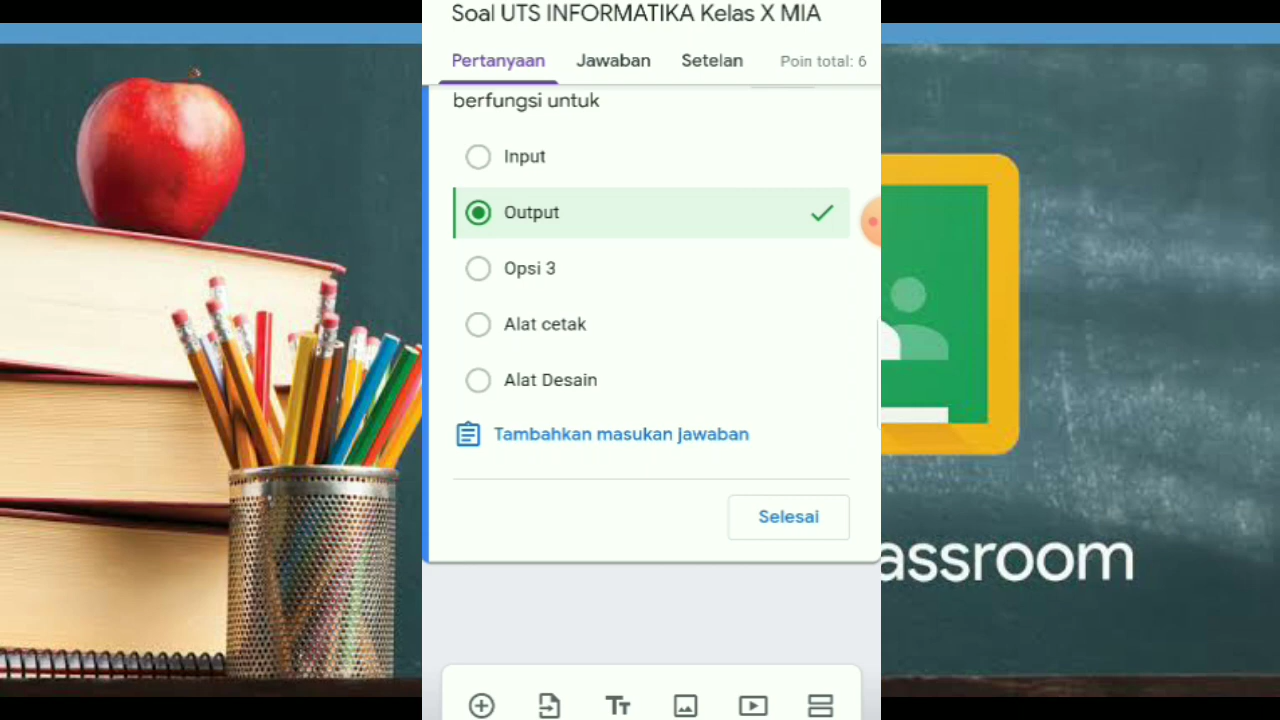 Soal UTS INFORMATIKA Kelas X MIA
Pertanyaan Jawaban Setelan Poin total: 6
berfungsi untuk
Input
Output
Opsi 3
Alat cetak
Alat Desain
Tambahkan masukan jawaban
Selesai
assroom
Tт